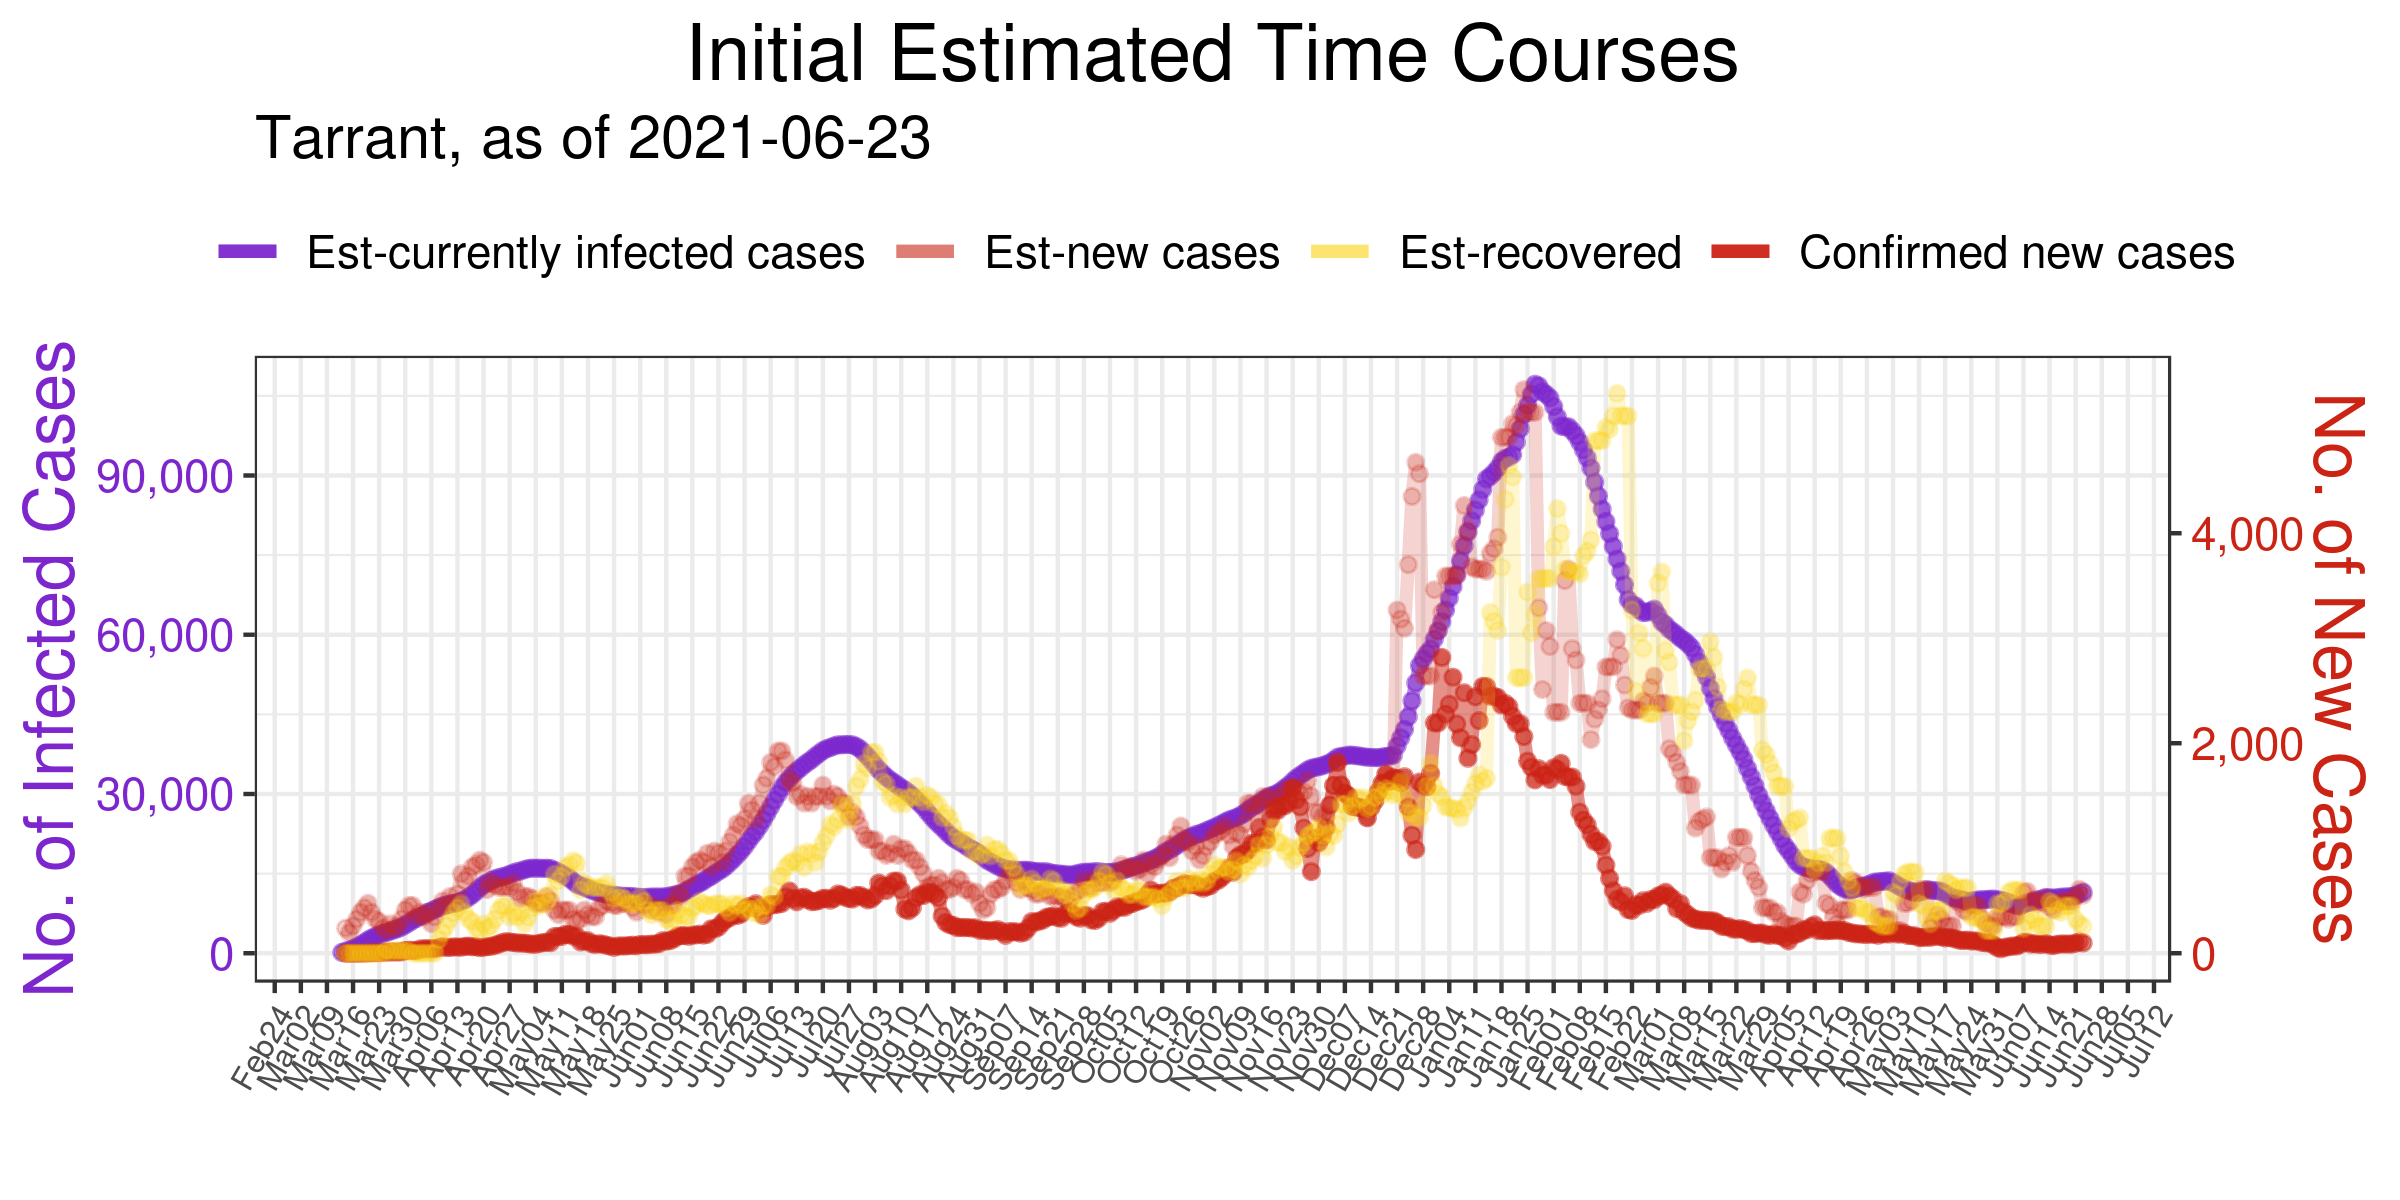 Initial Estimated Time Courses
Tarrant, as of 2021-06-23
Est-currently infected cases Est-new cases Est-recovered Confirmed new cases
No. of Infected Cases
90,000
60,000
30,000
0
No. of New Cases
4,000
2,000
0
Feb24 Mar02 Mar09 Mar16 Mar23 Mar30 Apr06 Apr13 Apr20 Apr27 May04 May11 May18 May25 Jun01 Jun08 Jun15 Jun22 Jun29 Jul06 Jul13 Jul20 Jul27 Aug03 Aug10 Aug17 Aug24 Aug31 Sep07 Sep14 Sep21 Sep28 Oct05 Oct12 Oct19 Oct26 Nov02 Nov09 Nov16 Nov23 Nov30 Dec07 Dec14 Dec21 Dec28 Jan04 Jan11 Jan18 Jan25 Feb01 Feb08 Feb15 Feb22 Mar01 Mar08 Mar15 Mar22 Mar29 Apr05 Apr12 Apr19 Apr26 May03 May10 May17 May24 May31 Jun07 Jun14 Jun21 Jun28 Jul05 Jul12